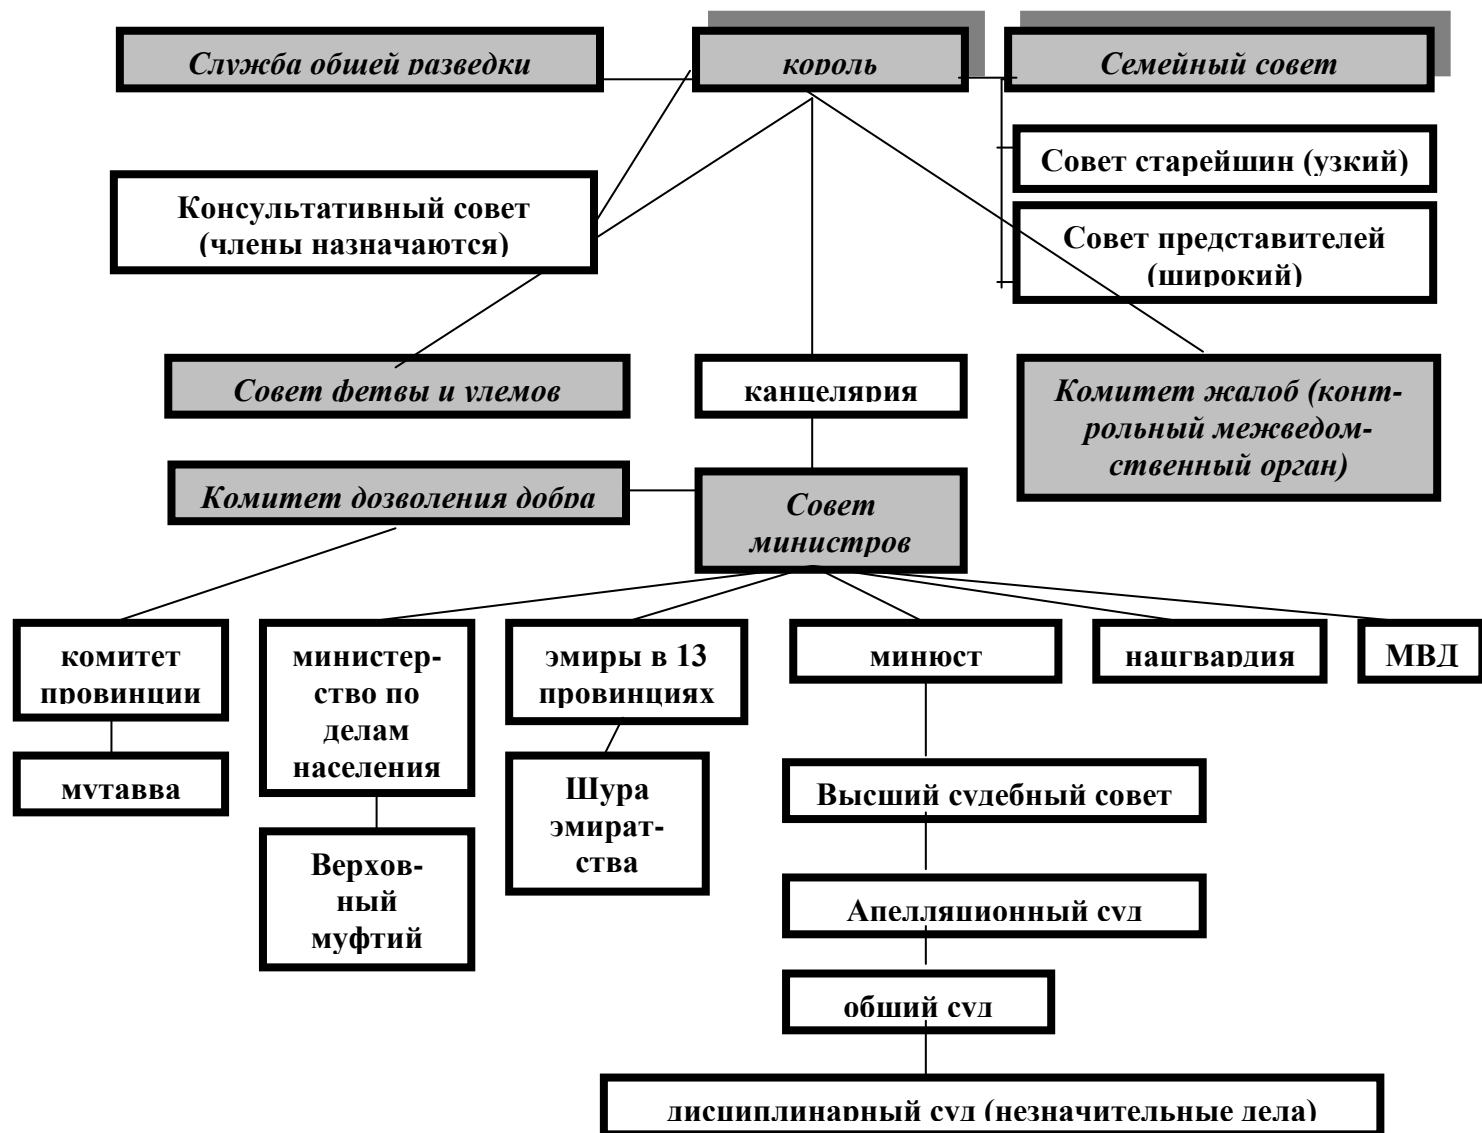 Служба общей разведки
король
Семейный совет
Совет старейшин (узкий)
Консультативный совет
(члены назначаются)
Совет представителей
(широкий)
Совет фетвы и улемов
канцелярия
Комитет жалоб (конт-
рольный межведом-
ственный орган)
Комитет дозволения добра
Совет
министров
комитет
провинции
министер-
ство по
делам
населения
эмиры в 13
провинциях
минюст
нацгвардия
МВД
мутавва
Шура
эмират-
ства
Высший судебный совет
Верхов-
ный
муфтий
Апелляционный суд
общий суд
дисциплинарный суд (незначительные дела)